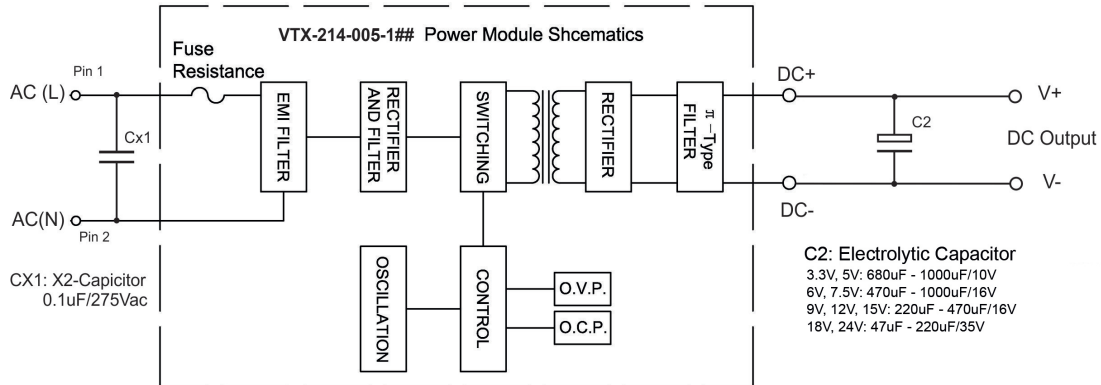 VTX-214-005-1## Power Module Shcematics
Fuse
Resistance
Pin 1
AC (L)
Cx1
AC(N)
Pin 2
CX1: X2-Capicitor
0.1uF/275Vac
EMI FILTER
RECTIFIER
AND FILTER
SWITCHING
RECTIFIER
π-Type
FILTER
OSCILLATION
CONTROL
O.V.P.
O.C.P.
DC+
DC-
C2
V+
DC Output
V-
C2: Electrolytic Capacitor
3.3V, 5V: 680uF - 1000uF/10V
6V, 7.5V: 470uF - 1000uF/16V
9V, 12V, 15V: 220uF - 470uF/16V
18V, 24V: 47uF - 220uF/35V